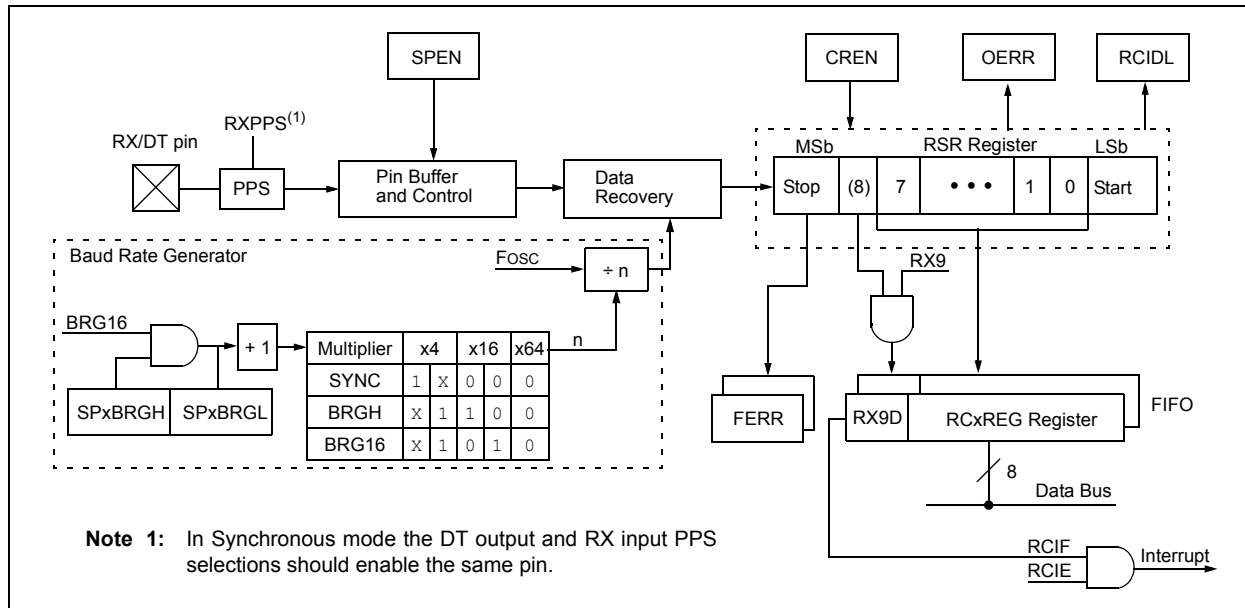 SPEN
CREN
OERR
RCIDL
RXPPS(1)
RX/DT pin
PPS
Pin Buffer
and Control
Data
Recovery
MSb
RSR Register
LSb
Stop
(8)
7
• • •
1
0
Start
Baud Rate Generator
FOSC
÷ n
RX9
BRG16
+ 1
n
Multiplier x4 x16 x64
SYNC 1 X 0 0 0
BRGH X 1 1 0 0
BRG16 X 1 0 1 0
SPxBRGH
SPxBRGL
FERR
RX9D
RCxREG Register
FIFO
8
Data Bus
Note 1: In Synchronous mode the DT output and RX input PPS
selections should enable the same pin.
RCIF
RCIE
Interrupt